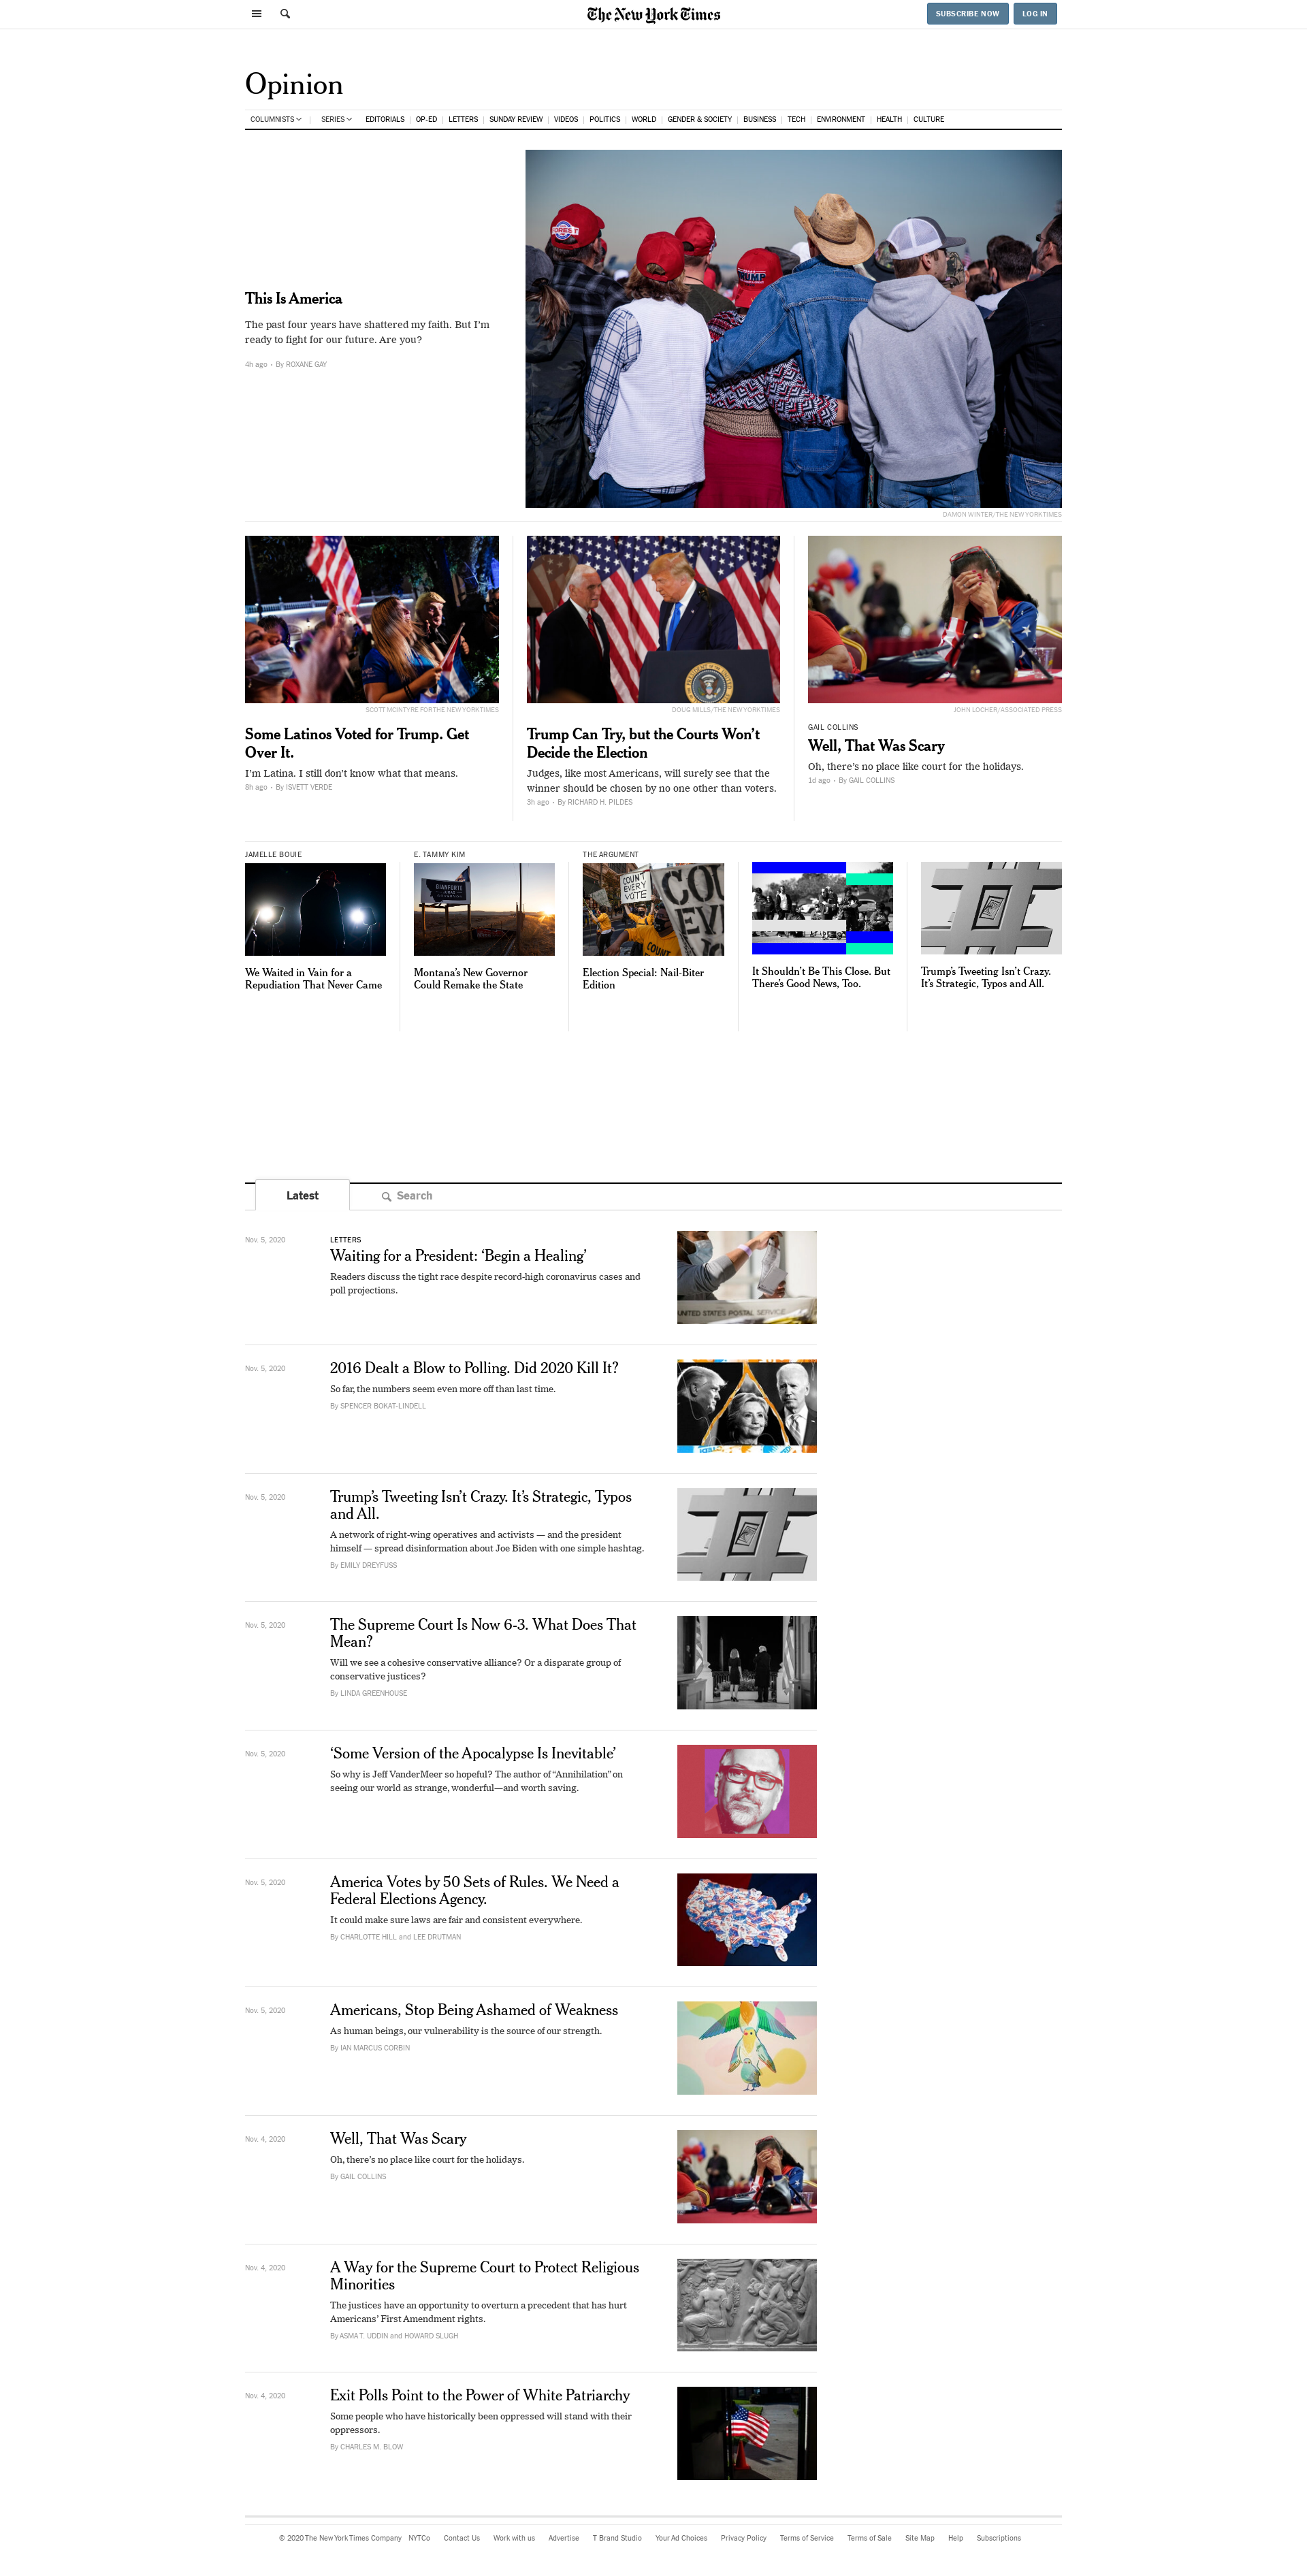 The New York Times
SUBSCRIBE NOW
LOG IN
Opinion
COLUMNISTS
SERIES
EDITORIALS
OP-ED
LETTERS
SUNDAY REVIEW
VIDEOS
POLITICS
WORLD
GENDER & SOCIETY
BUSINESS
TECH
ENVIRONMENT
HEALTH
CULTURE
TRUMP
This Is America
The past four years have shattered my faith. But I'm
ready to fight for our future. Are you?
4h ago • By ROXANE GAY
DAMON WINTER/THE NEW YORK TIMES
SCOTT MCINTYRE FOR THE NEW YORK TIMES
Some Latinos Voted for Trump. Get
Over It.
I'm Latina. I still don't know what that means.
8h ago • By ISVETT VERDE
DOUG MILLS/THE NEW YORK TIMES
Trump Can Try, but the Courts Won't
Decide the Election
Judges, like most Americans, will surely see that the
winner should be chosen by no one other than voters.
3h ago • By RICHARD H. PILDES
JOHN LOCHER/ASSOCIATED PRESS
GAIL COLLINS
Well, That Was Scary
Oh, there's no place like court for the holidays.
1d ago • By GAIL COLLINS
JAMELLE BOUIE
We Waited in Vain for a
Repudiation That Never Came
E. TAMMY KIM
GIANFORTE
Montana's New Governor
Could Remake the State
THE ARGUMENT
COUNT
EVERY
VOTE
Election Special: Nail-Biter
Edition
It Shouldn't Be This Close. But
There's Good News, Too.
Trump's Tweeting Isn't Crazy.
It's Strategic, Typos and All.
Latest
Search
Nov. 5, 2020
LETTERS
Waiting for a President: ‘Begin a Healing’
Readers discuss the tight race despite record-high coronavirus cases and
poll projections.
UNITED STATES POSTAL SERVICE
Nov. 5, 2020
2016 Dealt a Blow to Polling. Did 2020 Kill It?
So far, the numbers seem even more off than last time.
By SPENCER BOKAT-LINDELL
Nov. 5, 2020
Trump's Tweeting Isn't Crazy. It's Strategic, Typos
and All.
A network of right-wing operatives and activists — and the president
himself — spread disinformation about Joe Biden with one simple hashtag.
By EMILY DREYFUSS
Nov. 5, 2020
The Supreme Court Is Now 6-3. What Does That
Mean?
Will we see a cohesive conservative alliance? Or a disparate group of
conservative justices?
By LINDA GREENHOUSE
Nov. 5, 2020
‘Some Version of the Apocalypse Is Inevitable’
So why is Jeff VanderMeer so hopeful? The author of “Annihilation” on
seeing our world as strange, wonderful—and worth saving.
Nov. 5, 2020
America Votes by 50 Sets of Rules. We Need a
Federal Elections Agency.
It could make sure laws are fair and consistent everywhere.
By CHARLOTTE HILL and LEE DRUTMAN
Nov. 5, 2020
Americans, Stop Being Ashamed of Weakness
As human beings, our vulnerability is the source of our strength.
By IAN MARCUS CORBIN
Nov. 4, 2020
Well, That Was Scary
Oh, there's no place like court for the holidays.
By GAIL COLLINS
Nov. 4, 2020
A Way for the Supreme Court to Protect Religious
Minorities
The justices have an opportunity to overturn a precedent that has hurt
Americans' First Amendment rights.
By ASMA T. UDDIN and HOWARD SLUGH
Nov. 4, 2020
Exit Polls Point to the Power of White Patriarchy
Some people who have historically been oppressed will stand with their
oppressors.
By CHARLES M. BLOW
© 2020 The New York Times Company
NYTCo
Contact Us
Work with us
Advertise
T Brand Studio
Your Ad Choices
Privacy Policy
Terms of Service
Terms of Sale
Site Map
Help
Subscriptions